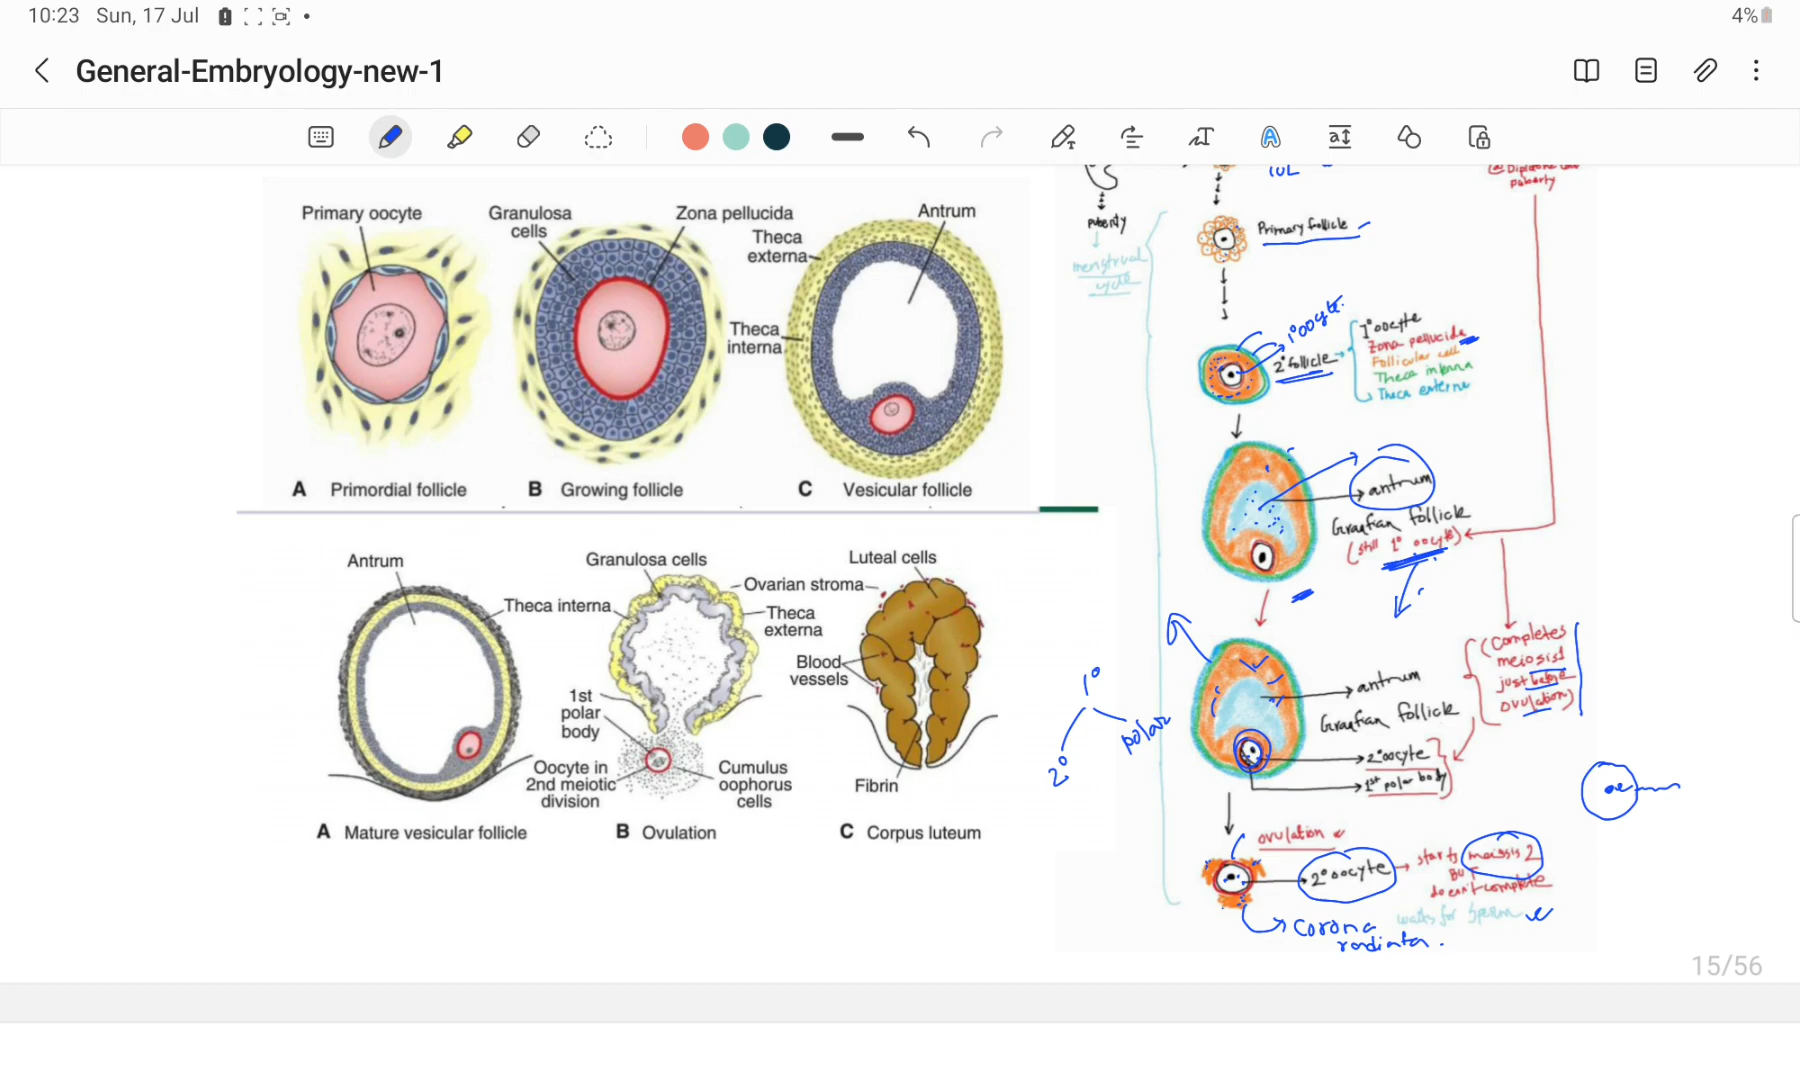 10:23 Sun, 17 Jul
4%
General-Embryology-new-1
Primary oocyte
Granulosa
cells
Zona pellucida
Theca
externa
Antrum
Theca
interna
A Primordial follicle
B Growing follicle
C Vesicular follicle
Antrum
Granulosa cells
Luteal cells
Ovarian stroma
Theca interna
Theca
externa
Blood
vessels
1st
polar
body
Oocyte in
2nd meiotic
division
Cumulus
oophorus
cells
Fibrin
A Mature vesicular follicle
B Ovulation
C Corpus luteum
puberty
puberty
menstrual
cycle
Primary follicle
1° oocyte
2° follicle
1° oocyte
Zona pellucida
Follicular cell
Theca interna
Theca externa
antrum
Graafian follicle
(still 1° oocyte)
1°
2°
polar
antrum
Graafian follicle
2° oocyte
1st polar body
(completes
meiosis1
just before
ovulation)
ovulation
2° oocyte
starts meiosis 2
BUT
doesn't complete
waits for sperm
corona
radiata.
15/56